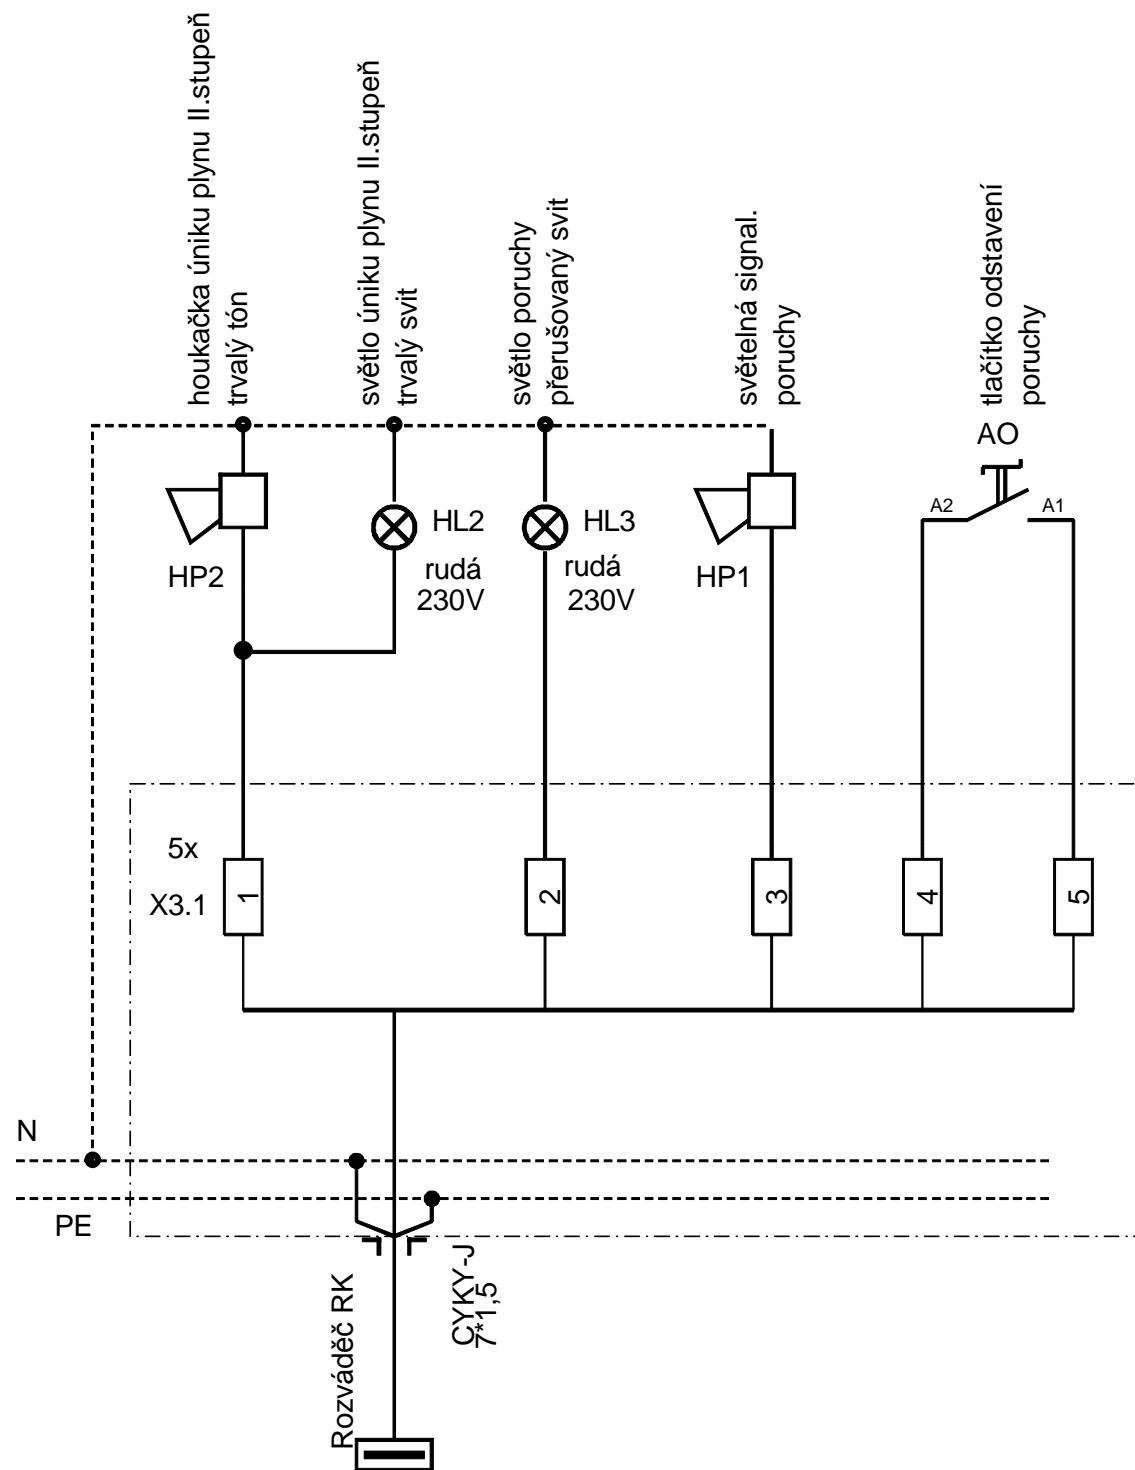 houkačka úniku plynu II.stupeň
trvalý tón
světlo úniku plynu II.stupeň
trvalý svit
světlo poruchy
přerušovaný svit
světelná signal.
poruchy
tlačítko odstavení
poruchy
AO
A2
A1
HP2
HL2
rudá
230V
HL3
rudá
230V
HP1
5x
X3.1
1
2
3
4
5
N
PE
Rozváděč RK
CYKY-J
7*1,5